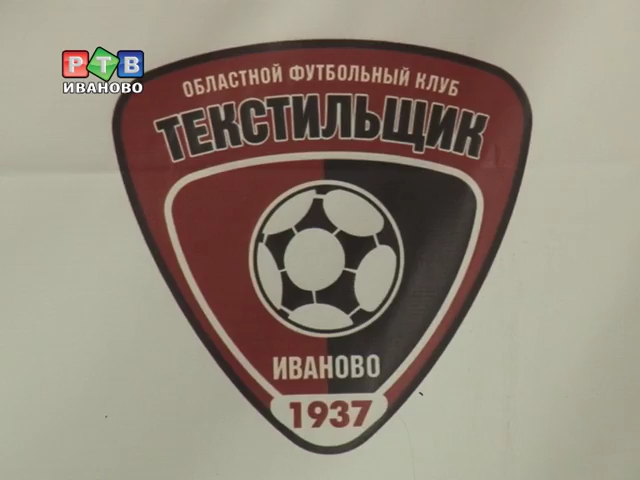 РТВ
ИВАНОВО
ОБЛАСТНОЙ ФУТБОЛЬНЫЙ КЛУБ
ТЕКСТИЛЬЩИК
ИВАНОВО
1937